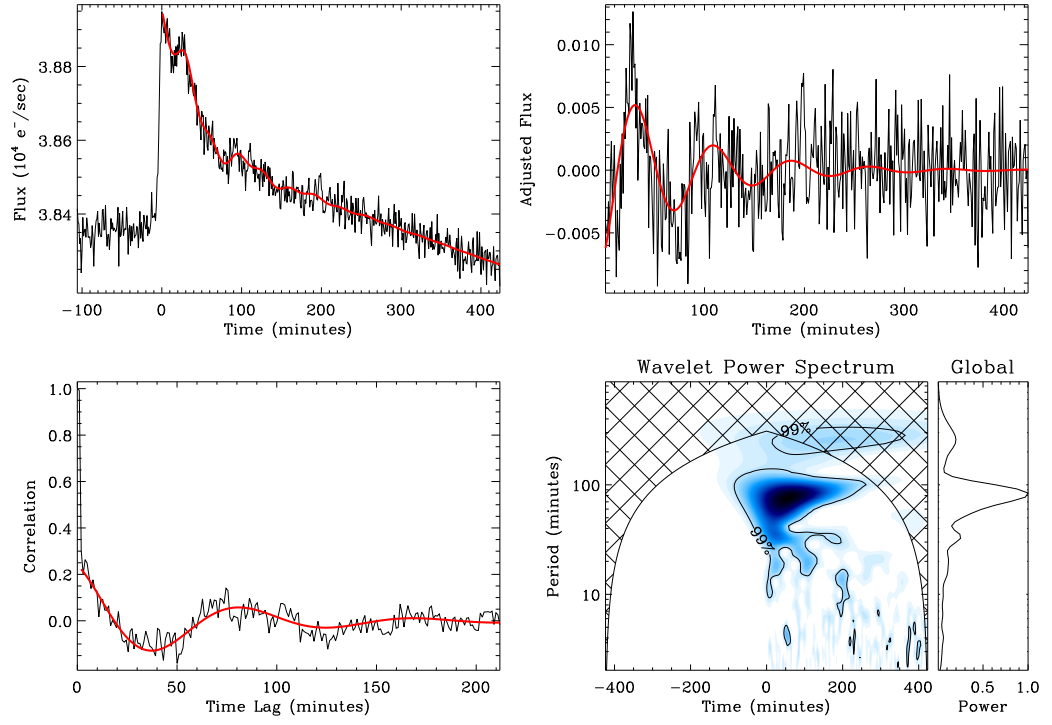 3.88
3.86
3.84
Flux (10⁴ e⁻/sec)
−100 0 100 200 300 400
Time (minutes)
0.010
0.005
0.000
−0.005
Adjusted Flux
100 200 300 400
Time (minutes)
1.0
0.8
0.6
0.4
0.2
0.0
Correlation
0 50 100 150 200
Time Lag (minutes)
Wavelet Power Spectrum
Global
99%
99%
100
10
Period (minutes)
−400 −200 0 200 400
Time (minutes)
0.5 1.0
Power